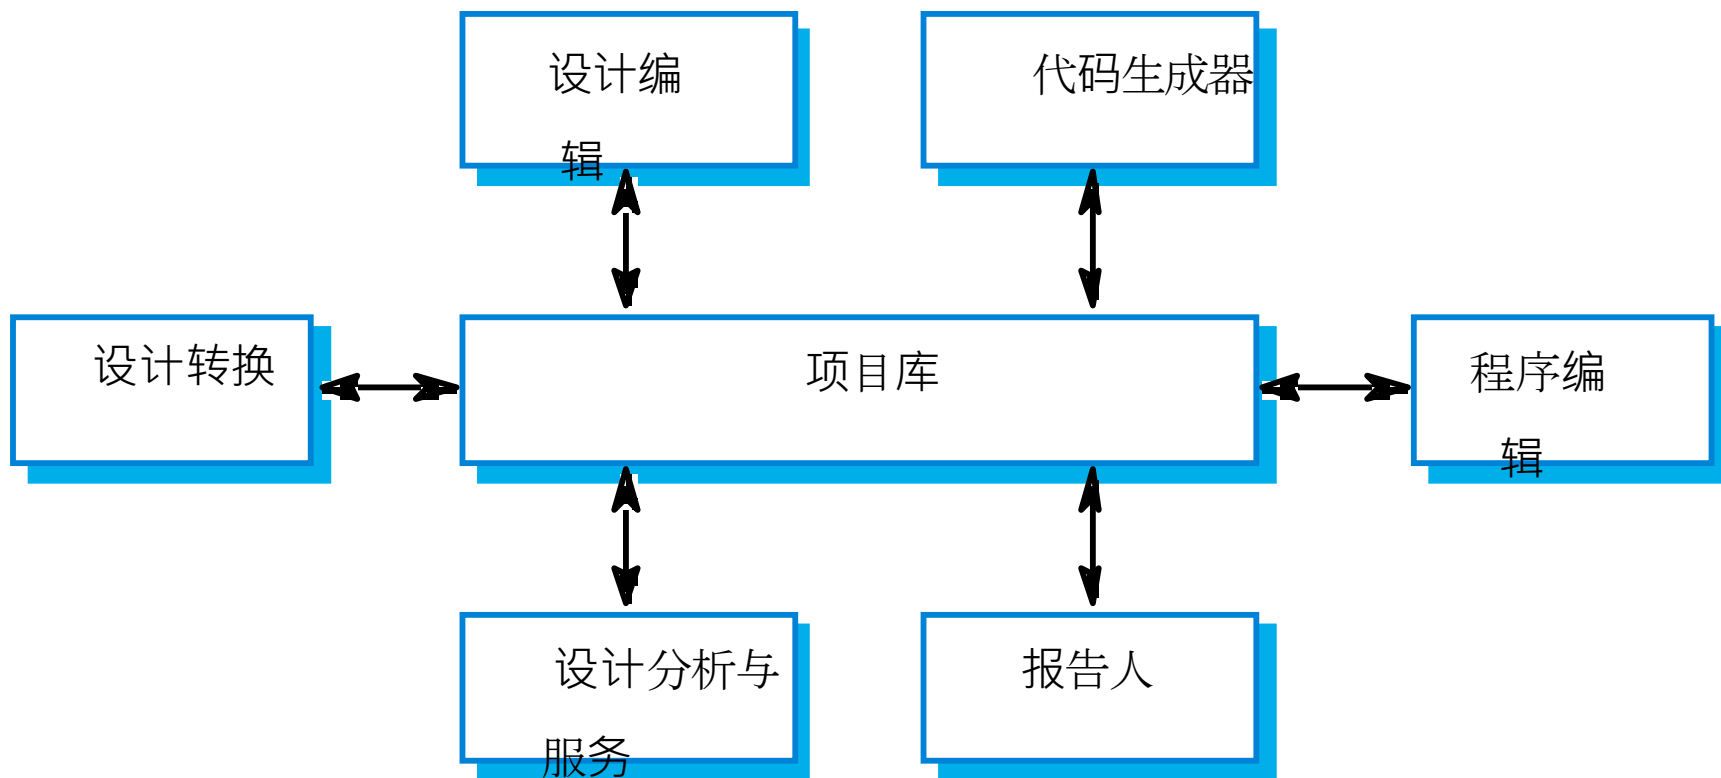 设计编
辑
代码生成器
设计转换
项目库
程序编
辑
设计分析与
服务
报告人